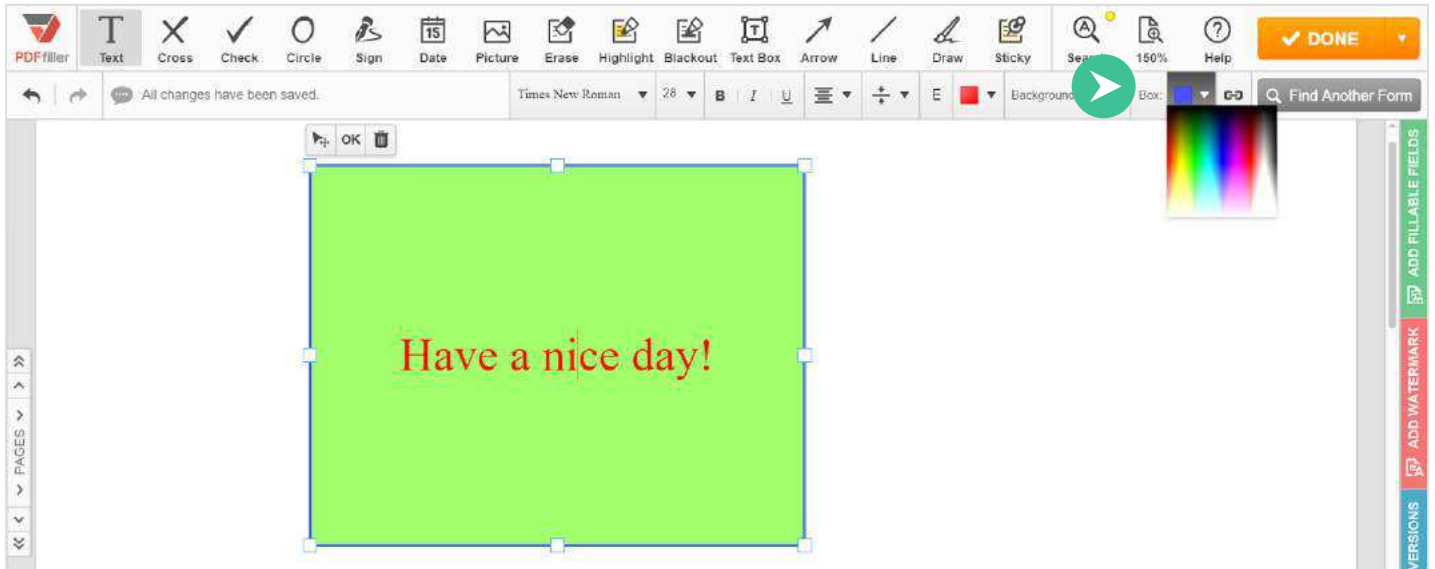 PDFfiller Text Cross Check Circle Sign Date Picture Erase Highlight Blackout Text Box Arrow Line Draw Sticky 150% Help DONE
15
All changes have been saved. Times New Roman 28 B I U E Background Box: Find Another Form
OK
Have a nice day!
PAGES
ADD FILLABLE FIELDS
ADD WATERMARK
VERSIONS